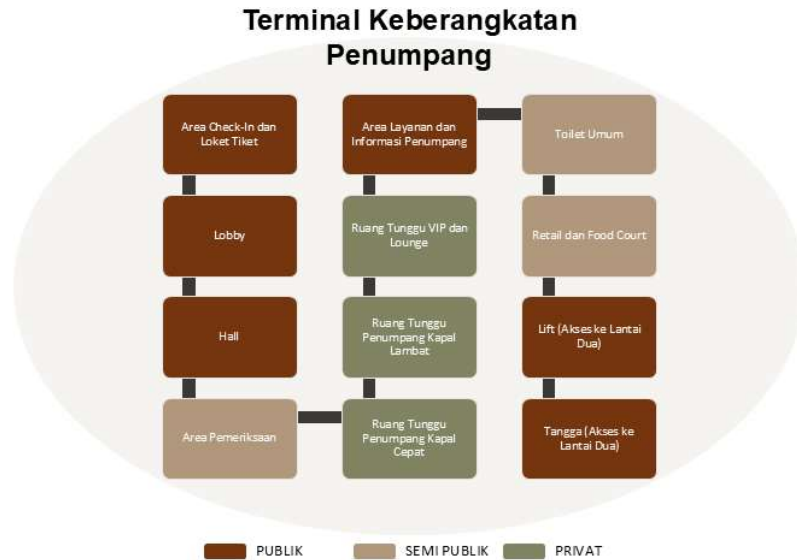 Terminal Keberangkatan
Penumpang
Area Check-In dan
Loket Tiket
Lobby
Hall
Area Pemeriksaan
Area Layanan dan
Informasi Penumpang
Ruang Tunggu VIP dan
Lounge
Ruang Tunggu
Penumpang Kapal
Lambat
Ruang Tunggu
Penumpang Kapal
Cepat
Toilet Umum
Retail dan Food Court
Lift (Akses ke Lantai
Dua)
Tangga (Akses ke
Lantai Dua)
PUBLIK
SEMI PUBLIK
PRIVAT